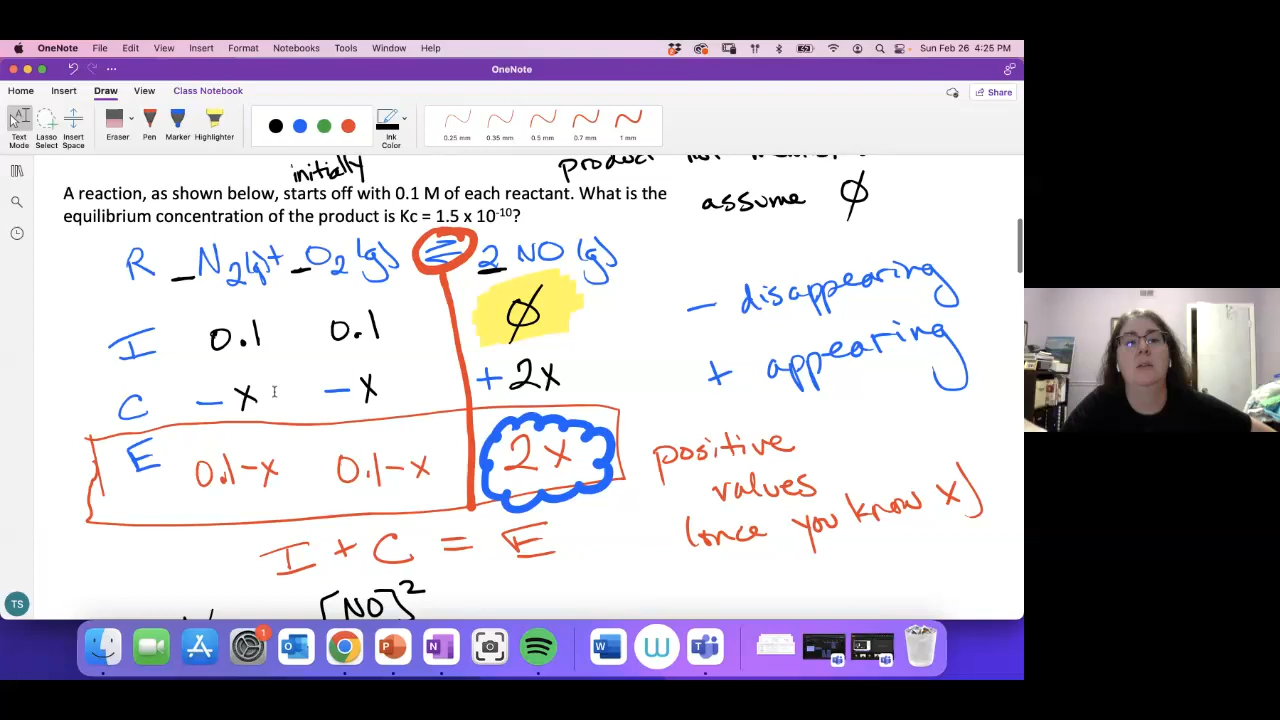 OneNote File Edit View Insert Format Notebooks Tools Window Help Sun Feb 26 4:25 PM
OneNote
Home Insert Draw View Class Notebook Share
Text Mode Lasso Select Insert Space Eraser Pen Marker Highlighter Ink Color 0.25 mm 0.35 mm 0.5 mm 0.7 mm 1 mm
initially
product
assume ∅
A reaction, as shown below, starts off with 0.1 M of each reactant. What is the
equilibrium concentration of the product is Kc = 1.5 x 10⁻¹⁰?
R _N₂(g) + _O₂(g) ⇌ 2 NO(g)
I 0.1 0.1 ∅
C - x - x + 2x
E 0.1-x 0.1-x 2x
- disappearing
+ appearing
positive
values
(once you know x)
I + C = E
[NO]²
TS
1